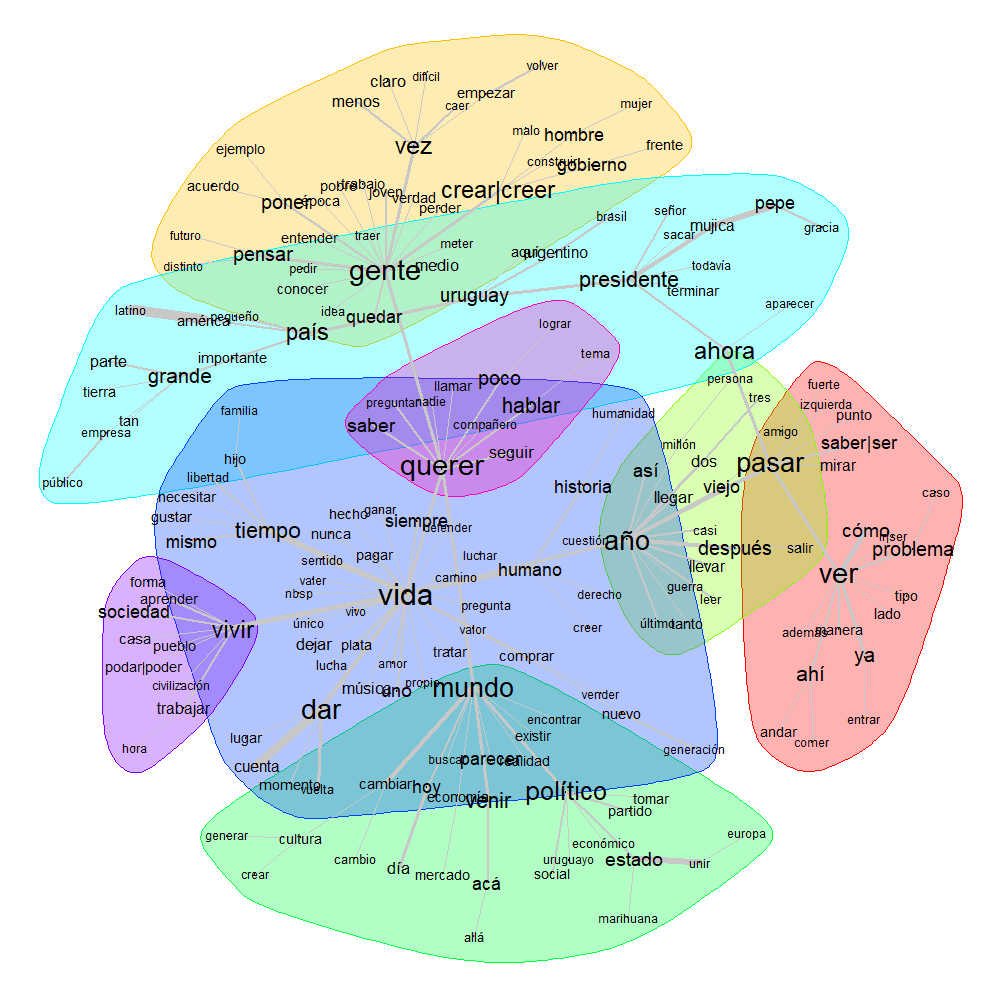 volver
difícil
claro
empezar
menos
caer
mujer
malo
hombre
vez
frente
ejemplo
construir
gobierno
acuerdo
pobre
trabajo
joven
crear|creer
poner
época
verdad
perder
pepe
señor
brasil
mujica
gracia
sacar
futuro
entender
traer
meter
pensar
aquí
argentino
distinto
pedir
gente
medio
todavía
conocer
presidente
terminar
uruguay
aparecer
latino
idea
quedar
américa
pequeño
país
lograr
importante
tema
ahora
parte
grande
poco
persona
fuerte
tierra
llamar
tres
izquierda
preguntar
nadie
hablar
punto
tan
familia
humanidad
empresa
saber
compañero
amigo
saber|ser
millón
seguir
hijo
querer
así
dos
pasar
mirar
libertad
público
historia
viejo
necesitar
llegar
caso
gustar
hecho
ganar
siempre
tiempo
nunca
defender
casi
cómo
mismo
cuestión
año
después
salir
problema
pagar
luchar
sentido
humano
llevar
forma
vater
camino
ver
nbsp
guerra
aprender
vida
derecho
leer
tipo
sociedad
vivo
pregunta
lado
casa
vivir
único
valor
creer
último
tanto
además
manera
pueblo
dejar
plata
tratar
comprar
ya
podar|poder
lucha
amor
civilización
música
uno
propio
mundo
ahí
vender
trabajar
dar
nuevo
encontrar
entrar
lugar
existir
andar
hora
comer
generación
cuenta
buscar
parecer
realidad
momento
vuelta
cambiar
hoy
economía
venir
político
tomar
partido
generar
cultura
europa
económico
cambio
día
mercado
uruguayo
social
estado
unir
crear
acá
marihuana
allá